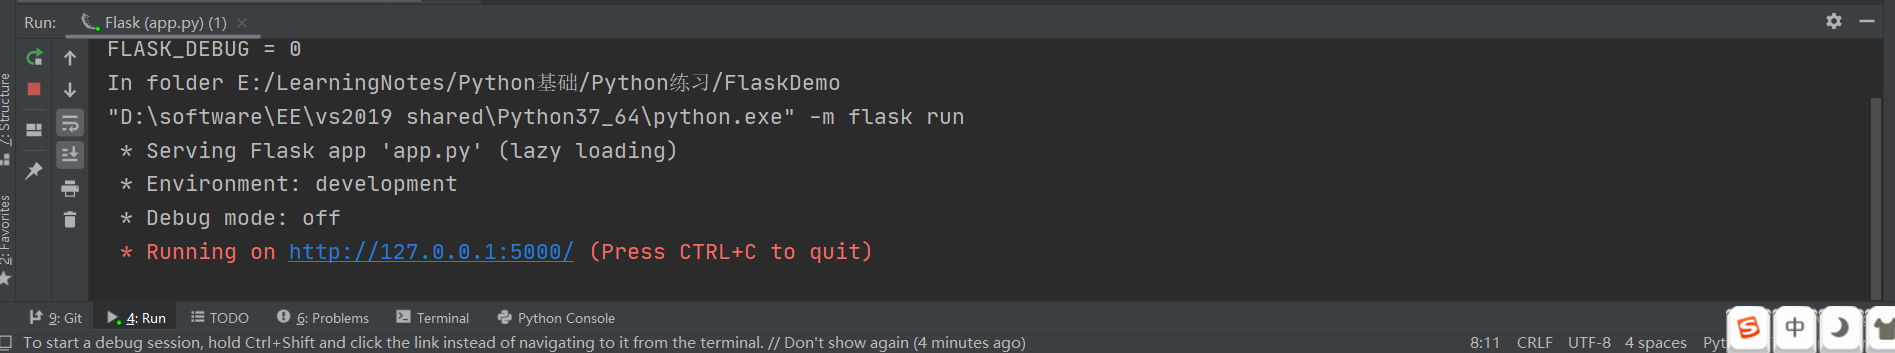 Run: Flask (app.py) (1)
FLASK_DEBUG = 0
In folder E:/LearningNotes/Python基础/Python练习/FlaskDemo
"D:\software\EE\vs2019 shared\Python37_64\python.exe" -m flask run
* Serving Flask app 'app.py' (lazy loading)
* Environment: development
* Debug mode: off
* Running on http://127.0.0.1:5000/ (Press CTRL+C to quit)
7: Structure
2: Favorites
9: Git 4: Run TODO 6: Problems Terminal Python Console
To start a debug session, hold Ctrl+Shift and click the link instead of navigating to it from the terminal. // Don't show again (4 minutes ago) 8:11 CRLF UTF-8 4 spaces
中